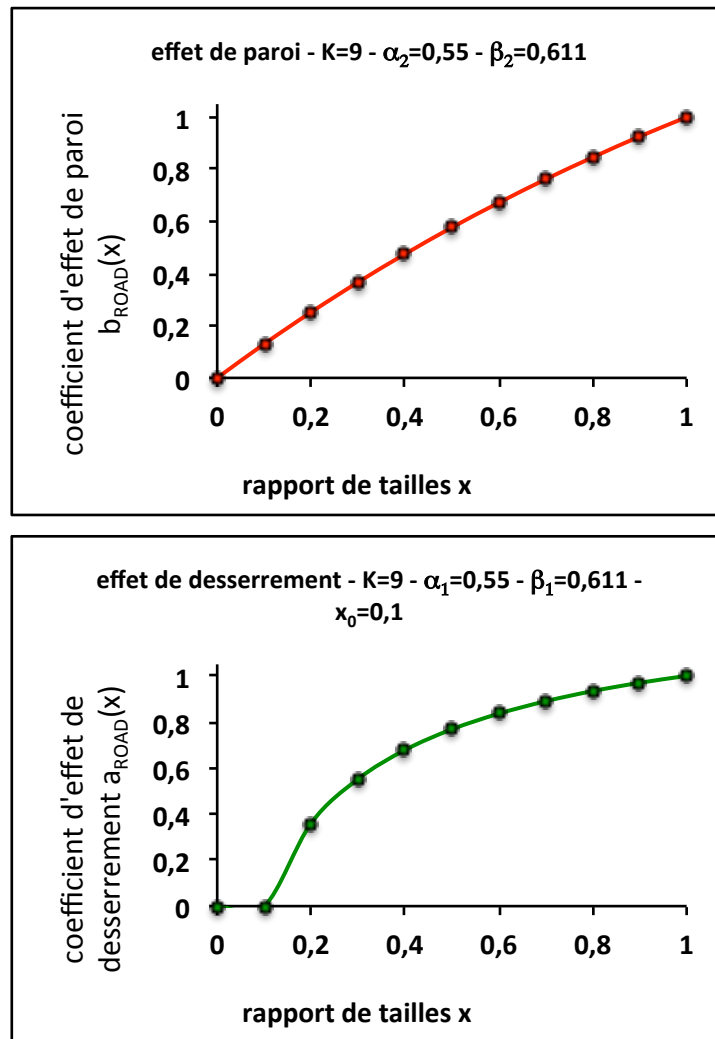 effet de paroi - K=9 - α₂=0,55 - β₂=0,611
coefficient d'effet de paroi
b_ROAD(x)
1
0,8
0,6
0,4
0,2
0
0 0,2 0,4 0,6 0,8 1
rapport de tailles x
effet de desserrement - K=9 - α₁=0,55 - β₁=0,611 -
x₀=0,1
coefficient d'effet de
desserrement a_ROAD(x)
1
0,8
0,6
0,4
0,2
0
0 0,2 0,4 0,6 0,8 1
rapport de tailles x